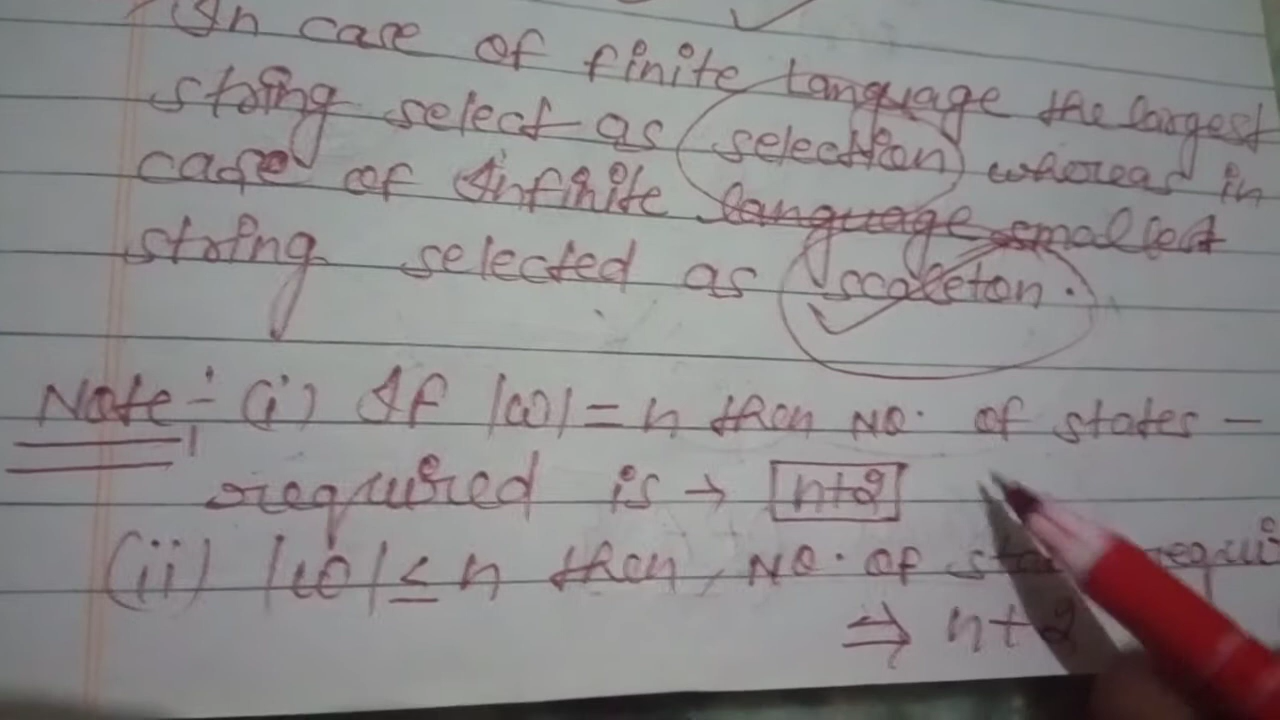 In case of finite language the largest
string select as selection whereas in
case of Infinite language smallest
string selected as scaleton.
Note :- (i) If |ω| = n then NO. of states -
required is → n+2
(ii) |ω| ≤ n then, NO. of
⇒ n+2